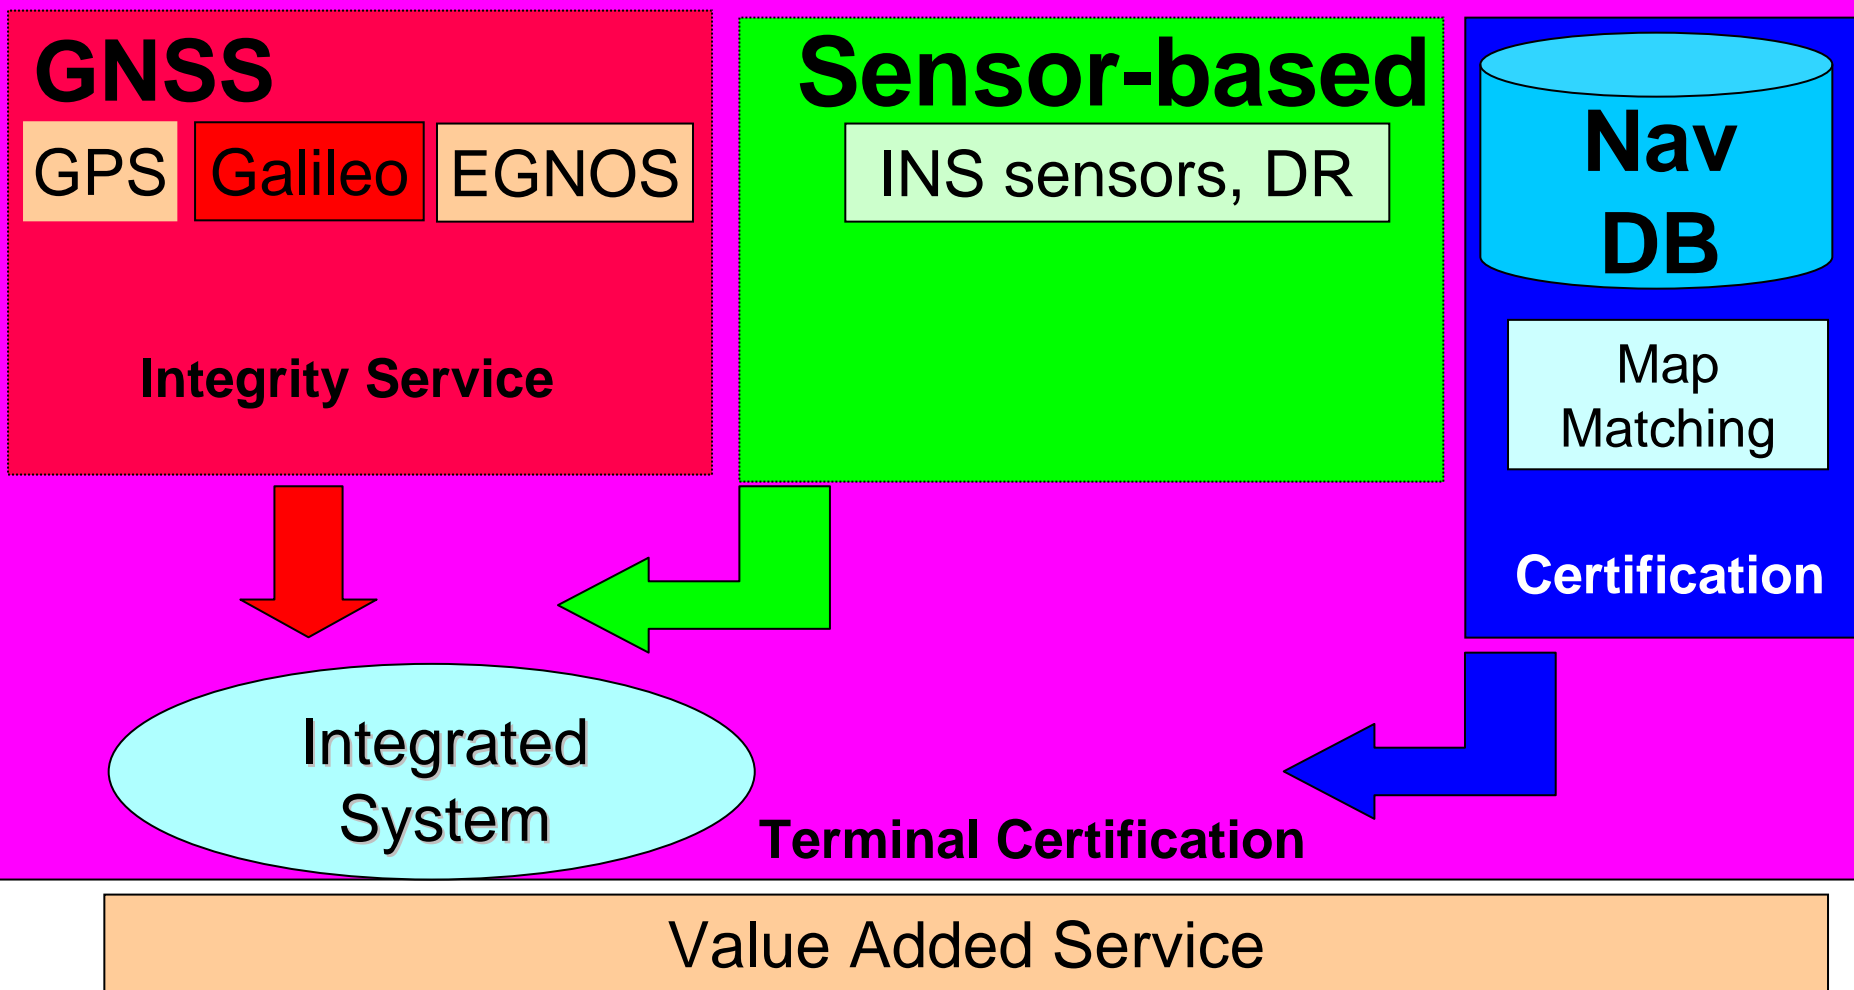 GNSS
GPS
Galileo
EGNOS
Integrity Service
Sensor-based
INS sensors, DR
Nav
DB
Map
Matching
Certification
Integrated
System
Terminal Certification
Value Added Service